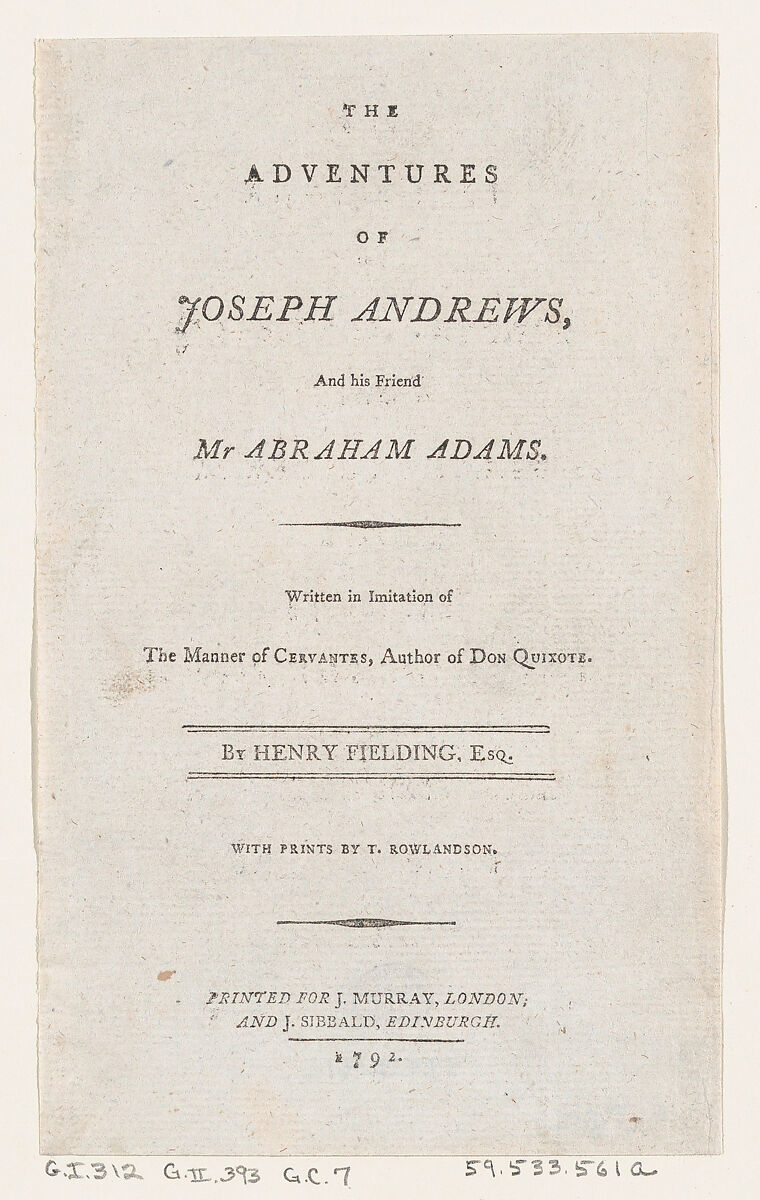 THE
ADVENTURES
OF
JOSEPH ANDREWS,
And his Friend
Mr ABRAHAM ADAMS.
Written in Imitation of
The Manner of CERVANTES, Author of DON QUIXOTE.
BY HENRY FIELDING, ESQ.
WITH PRINTS BY T. ROWLANDSON.
PRINTED FOR J. MURRAY, LONDON;
AND J. SIBBALD, EDINBURGH.
1792.
G.I.312 G.II.393 G.C.7 59.533.561a